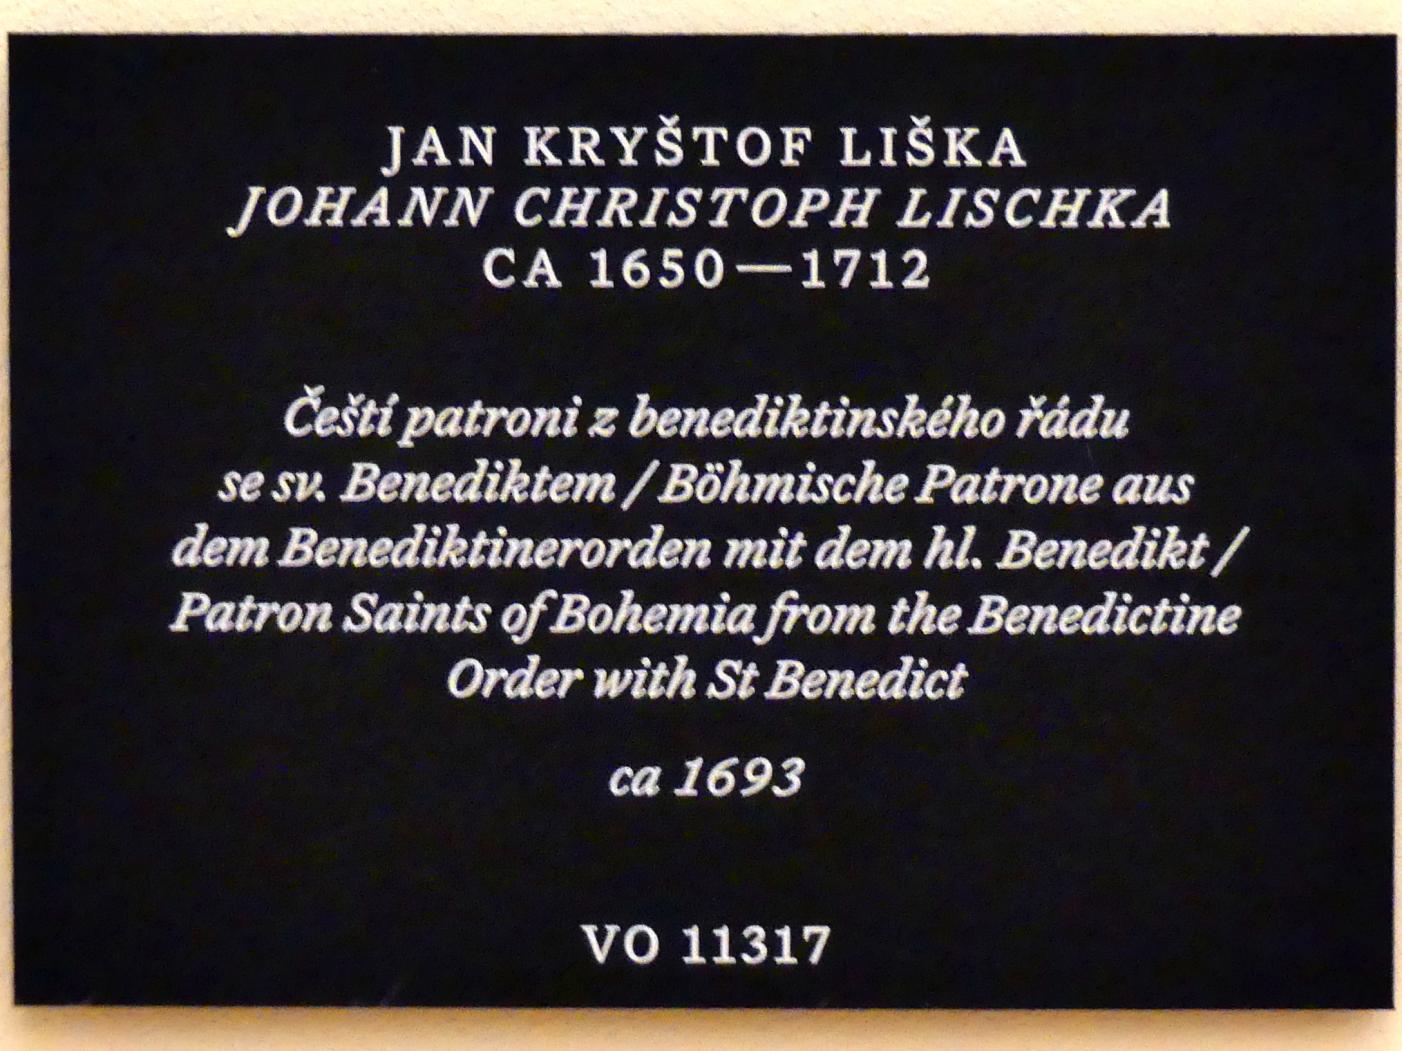 JAN KRYŠTOF LIŠKA
JOHANN CHRISTOPH LISCHKA
CA 1650—1712
Čeští patroni z benediktinského řádu
se sv. Benediktem / Böhmische Patrone aus
dem Benediktinerorden mit dem hl. Benedikt /
Patron Saints of Bohemia from the Benedictine
Order with St Benedict
ca 1693
VO 11317